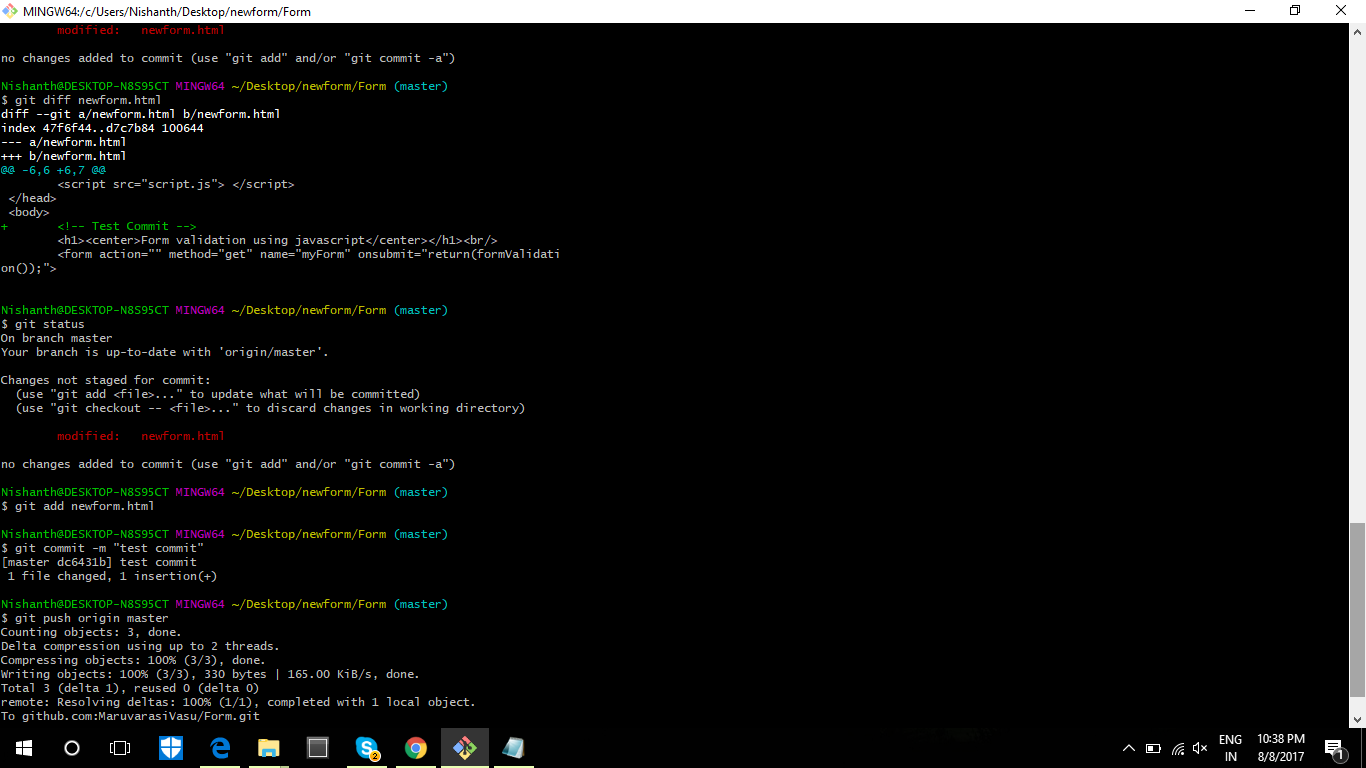 MINGW64:/c/Users/Nishanth/Desktop/newform/Form
modified:   newform.html
no changes added to commit (use "git add" and/or "git commit -a")
Nishanth@DESKTOP-N8S95CT MINGW64 ~/Desktop/newform/Form (master)
$ git diff newform.html
diff --git a/newform.html b/newform.html
index 47f6f44..d7c7b84 100644
--- a/newform.html
+++ b/newform.html
@@ -6,6 +6,7 @@
<script src="script.js"> </script>
</head>
<body>
+       <!-- Test Commit -->
<h1><center>Form validation using javascript</center></h1><br/>
<form action="" method="get" name="myForm" onsubmit="return(formValidati
on());">
Nishanth@DESKTOP-N8S95CT MINGW64 ~/Desktop/newform/Form (master)
$ git status
On branch master
Your branch is up-to-date with 'origin/master'.
Changes not staged for commit:
(use "git add <file>..." to update what will be committed)
(use "git checkout -- <file>..." to discard changes in working directory)
modified:   newform.html
no changes added to commit (use "git add" and/or "git commit -a")
Nishanth@DESKTOP-N8S95CT MINGW64 ~/Desktop/newform/Form (master)
$ git add newform.html
Nishanth@DESKTOP-N8S95CT MINGW64 ~/Desktop/newform/Form (master)
$ git commit -m "test commit"
[master dc6431b] test commit
1 file changed, 1 insertion(+)
Nishanth@DESKTOP-N8S95CT MINGW64 ~/Desktop/newform/Form (master)
$ git push origin master
Counting objects: 3, done.
Delta compression using up to 2 threads.
Compressing objects: 100% (3/3), done.
Writing objects: 100% (3/3), 330 bytes | 165.00 KiB/s, done.
Total 3 (delta 1), reused 0 (delta 0)
remote: Resolving deltas: 100% (1/1), completed with 1 local object.
To github.com:MaruvarasiVasu/Form.git
2
ENG
IN
10:38 PM
8/8/2017
1